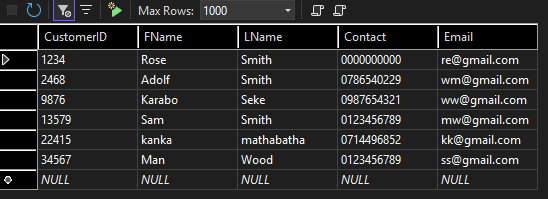 Max Rows: 1000
CustomerID FName LName Contact Email
1234 Rose Smith 0000000000 re@gmail.com
2468 Adolf Smith 0786540229 wm@gmail.com
9876 Karabo Seke 0987654321 ww@gmail.com
13579 Sam Smith 0123456789 mw@gmail.com
22415 kanka mathabatha 0714496852 kk@gmail.com
34567 Man Wood 0123456789 ss@gmail.com
NULL NULL NULL NULL NULL